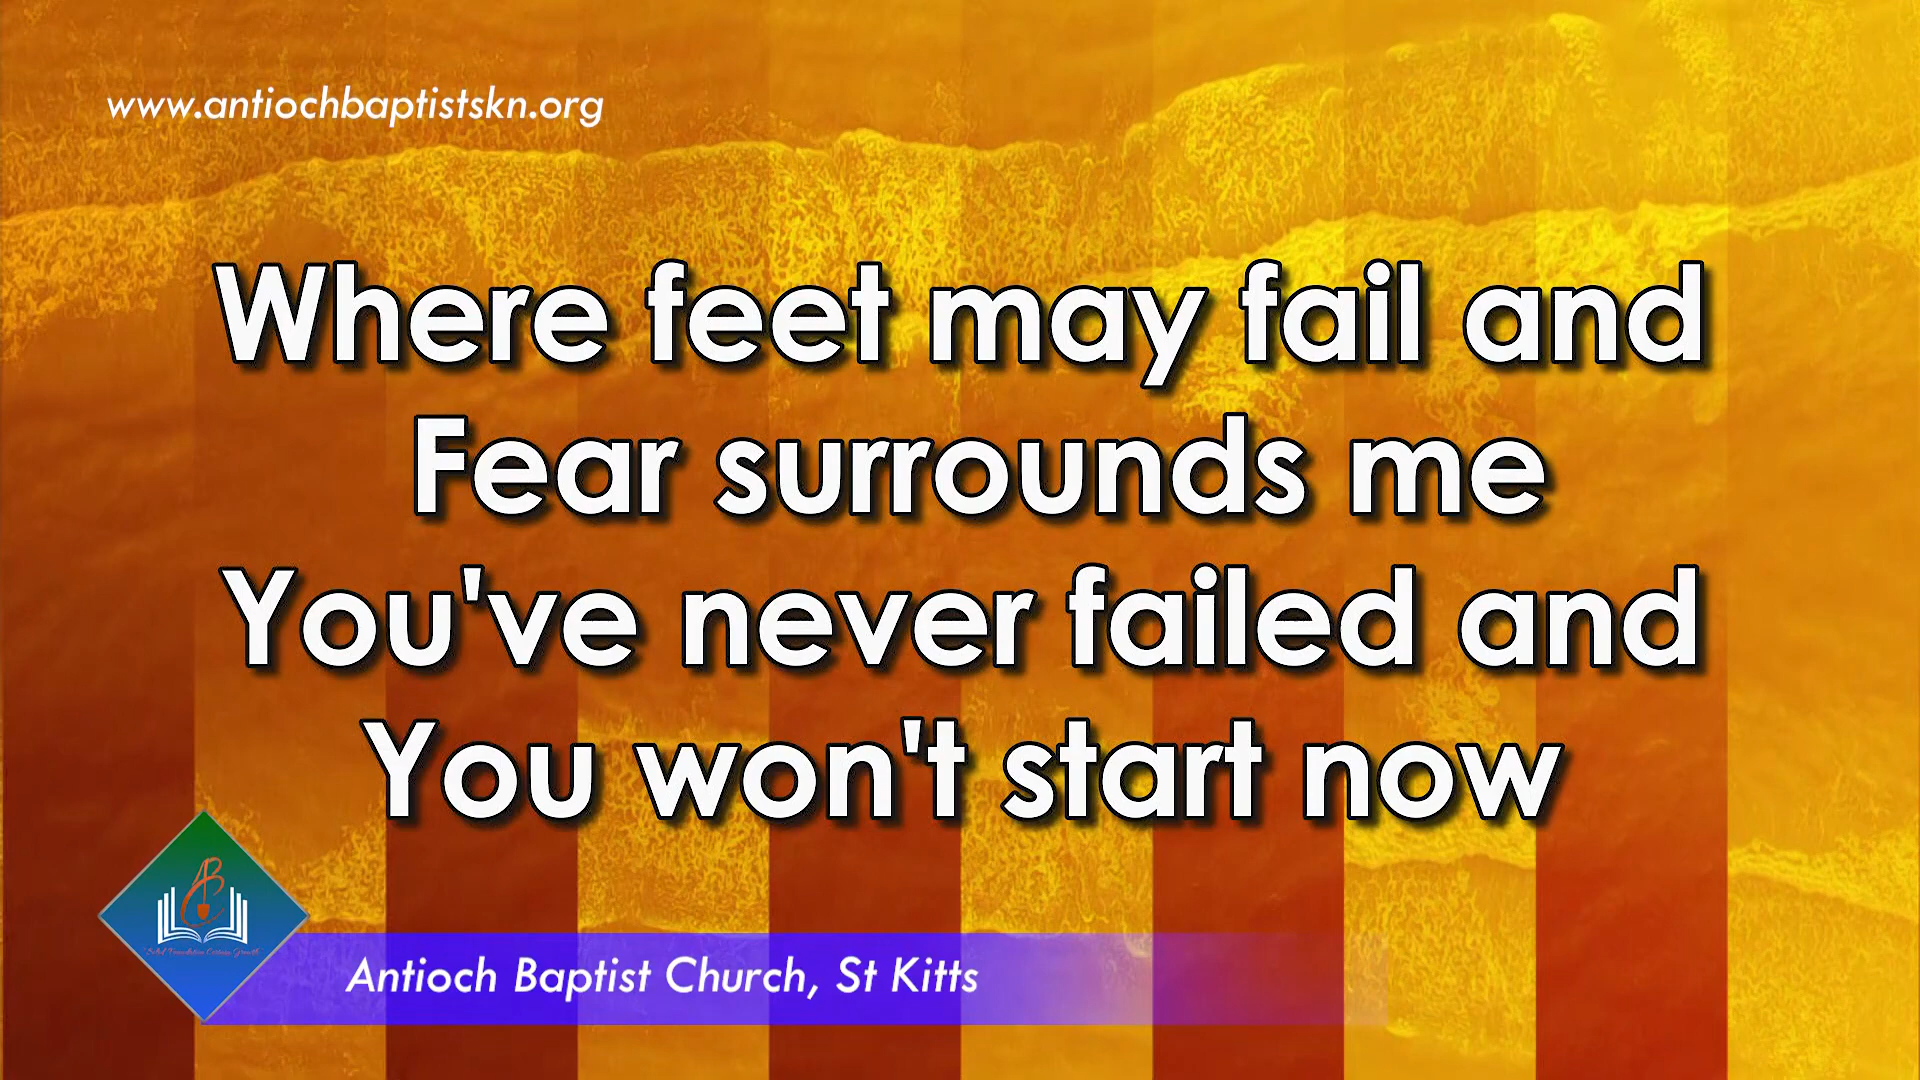 www.antiochbaptistskn.org
Where feet may fail and
Fear surrounds me
You've never failed and
You won't start now
Antioch Baptist Church, St Kitts